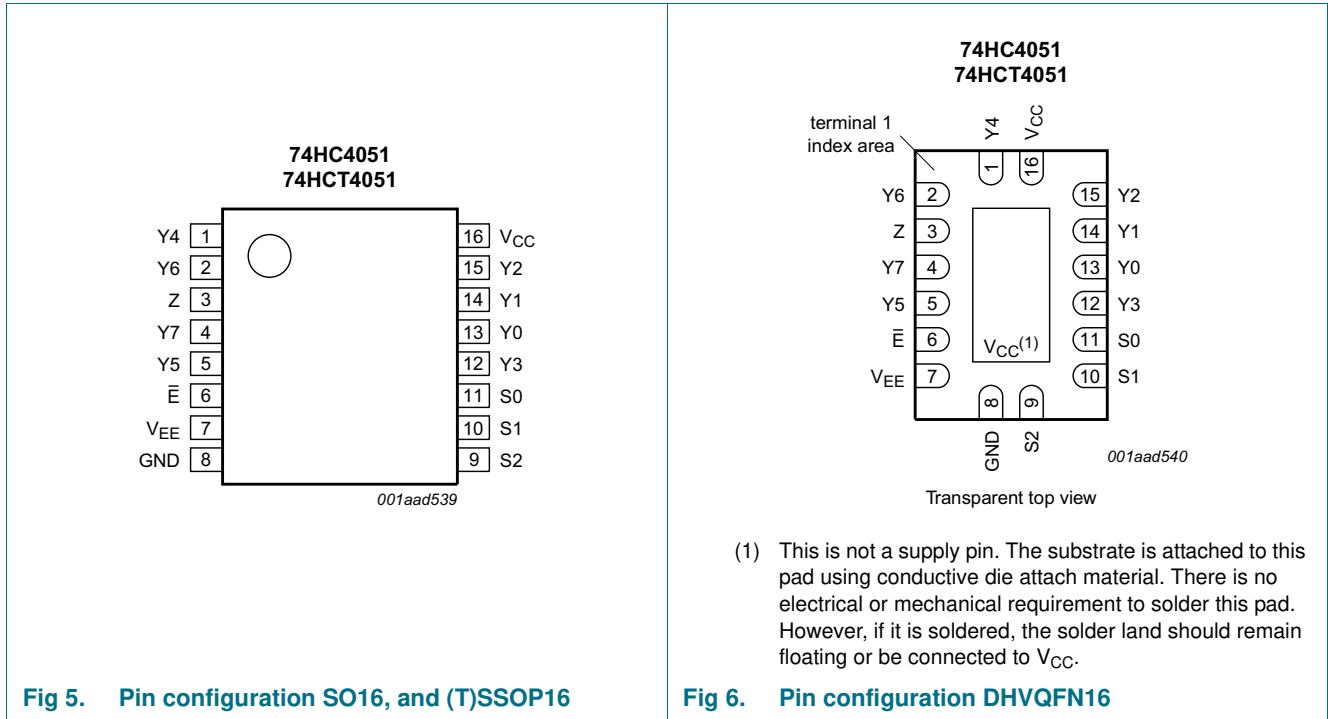 74HC4051
74HCT4051
Y4 1
Y6 2
Z 3
Y7 4
Y5 5
E̅ 6
VEE 7
GND 8
16 VCC
15 Y2
14 Y1
13 Y0
12 Y3
11 S0
10 S1
9 S2
001aad539
Fig 5. Pin configuration SO16, and (T)SSOP16
74HC4051
74HCT4051
terminal 1
index area
Y4
VCC
1
16
Y6 2
Z 3
Y7 4
Y5 5
E̅ 6
VEE 7
15 Y2
14 Y1
13 Y0
12 Y3
11 S0
10 S1
VCC(1)
8
9
GND
S2
001aad540
Transparent top view
(1) This is not a supply pin. The substrate is attached to this
pad using conductive die attach material. There is no
electrical or mechanical requirement to solder this pad.
However, if it is soldered, the solder land should remain
floating or be connected to VCC.
Fig 6. Pin configuration DHVQFN16